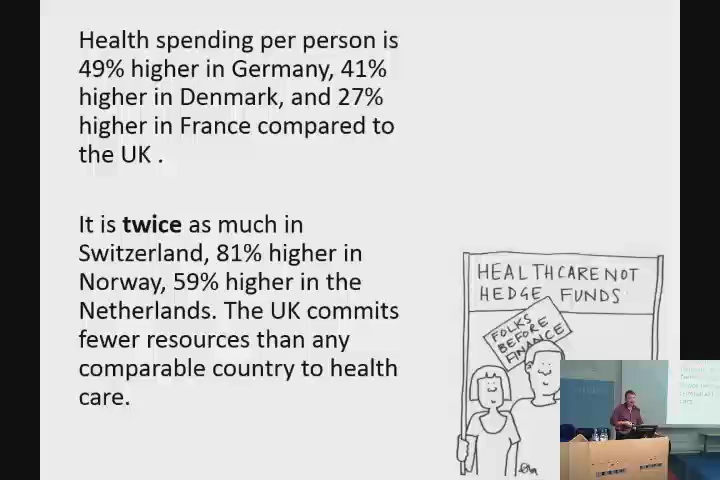 Health spending per person is
49% higher in Germany, 41%
higher in Denmark, and 27%
higher in France compared to
the UK .
It is twice as much in
Switzerland, 81% higher in
Norway, 59% higher in the
Netherlands. The UK commits
fewer resources than any
comparable country to health
care.
HEALTHCARE NOT
HEDGE FUNDS
FOLKS
BEFORE
FINANCE